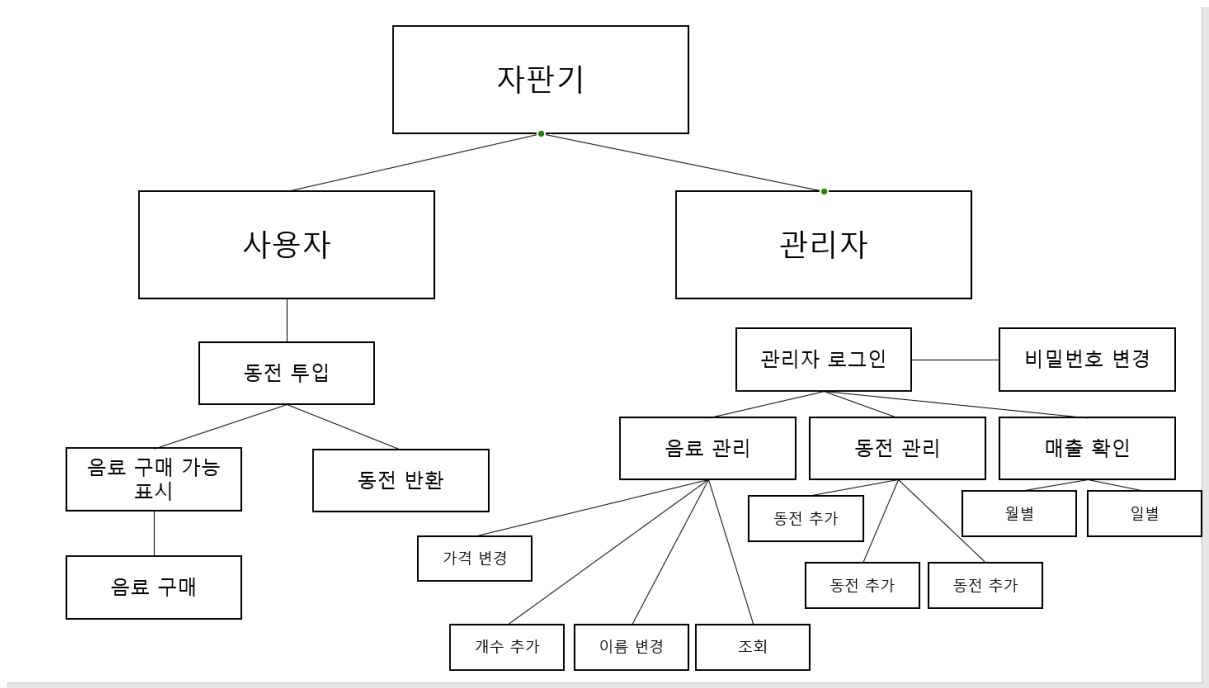 자판기
사용자
관리자
동전 투입
관리자 로그인
비밀번호 변경
음료 구매 가능
표시
동전 반환
음료 관리
동전 관리
매출 확인
음료 구매
가격 변경
동전 추가
월별
일별
동전 추가
동전 추가
개수 추가
이름 변경
조회